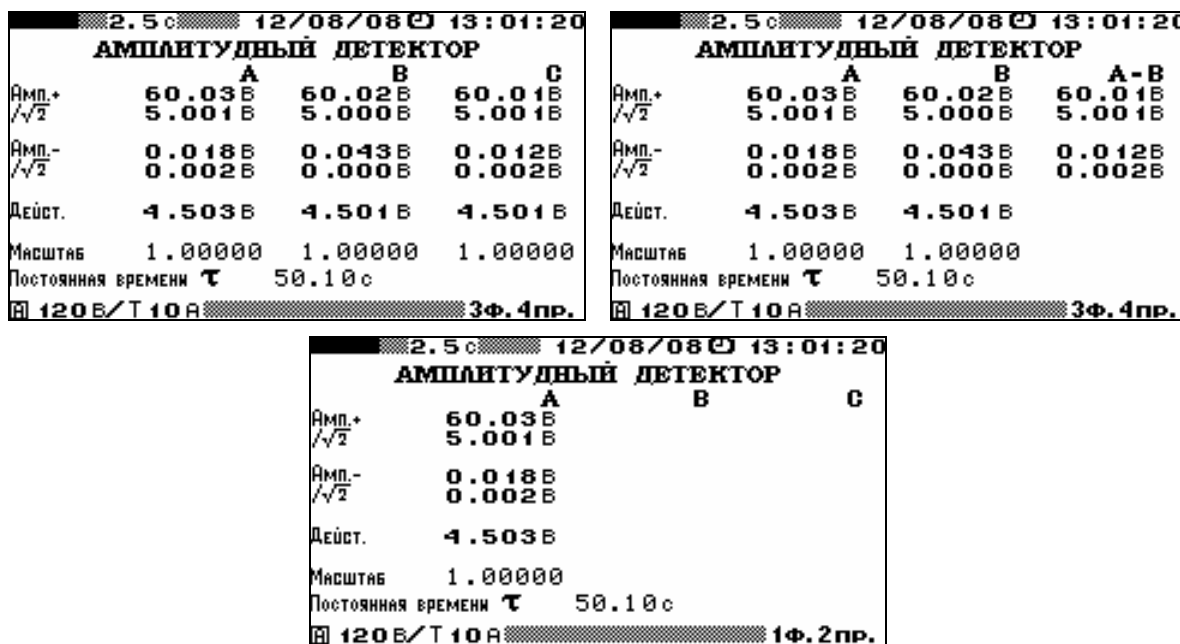 2.5с 12/08/08 13:01:20
АМПЛИТУДНЫЙ ДЕТЕКТОР
A B C
Амп.+ 60.03В 60.02В 60.01В
/√2 5.001В 5.000В 5.001В
Амп.- 0.018В 0.043В 0.012В
/√2 0.002В 0.000В 0.002В
Дейст. 4.503В 4.501В 4.501В
Масштаб 1.00000 1.00000 1.00000
Постоянная времени τ 50.10с
A 120В/Т10А 3Ф.4пр.
2.5с 12/08/08 13:01:20
АМПЛИТУДНЫЙ ДЕТЕКТОР
A B A-B
Амп.+ 60.03В 60.02В 60.01В
/√2 5.001В 5.000В 5.001В
Амп.- 0.018В 0.043В 0.012В
/√2 0.002В 0.000В 0.002В
Дейст. 4.503В 4.501В
Масштаб 1.00000 1.00000
Постоянная времени τ 50.10с
A 120В/Т10А 3Ф.4пр.
2.5с 12/08/08 13:01:20
АМПЛИТУДНЫЙ ДЕТЕКТОР
A B C
Амп.+ 60.03В
/√2 5.001В
Амп.- 0.018В
/√2 0.002В
Дейст. 4.503В
Масштаб 1.00000
Постоянная времени τ 50.10с
A 120В/Т10А 1Ф.2пр.